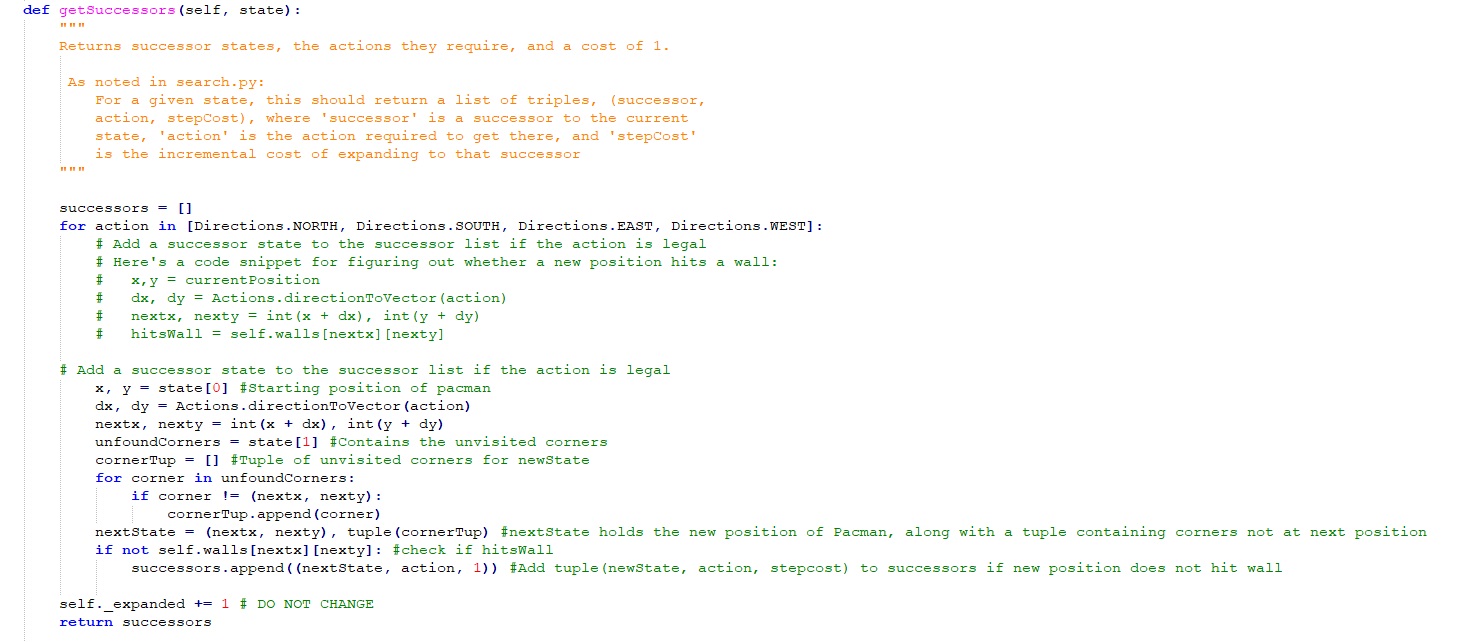 def getSuccessors(self, state):
"""
Returns successor states, the actions they require, and a cost of 1.
As noted in search.py:
For a given state, this should return a list of triples, (successor,
action, stepCost), where 'successor' is a successor to the current
state, 'action' is the action required to get there, and 'stepCost'
is the incremental cost of expanding to that successor
"""
successors = []
for action in [Directions.NORTH, Directions.SOUTH, Directions.EAST, Directions.WEST]:
# Add a successor state to the successor list if the action is legal
# Here's a code snippet for figuring out whether a new position hits a wall:
#   x,y = currentPosition
#   dx, dy = Actions.directionToVector(action)
#   nextx, nexty = int(x + dx), int(y + dy)
#   hitsWall = self.walls[nextx][nexty]
# Add a successor state to the successor list if the action is legal
x, y = state[0] #Starting position of pacman
dx, dy = Actions.directionToVector(action)
nextx, nexty = int(x + dx), int(y + dy)
unfoundCorners = state[1] #Contains the unvisited corners
cornerTup = [] #Tuple of unvisited corners for newState
for corner in unfoundCorners:
if corner != (nextx, nexty):
cornerTup.append(corner)
nextState = (nextx, nexty), tuple(cornerTup) #nextState holds the new position of Pacman, along with a tuple containing corners not at next position
if not self.walls[nextx][nexty]: #check if hitsWall
successors.append((nextState, action, 1)) #Add tuple(newState, action, stepcost) to successors if new position does not hit wall
self._expanded += 1 # DO NOT CHANGE
return successors